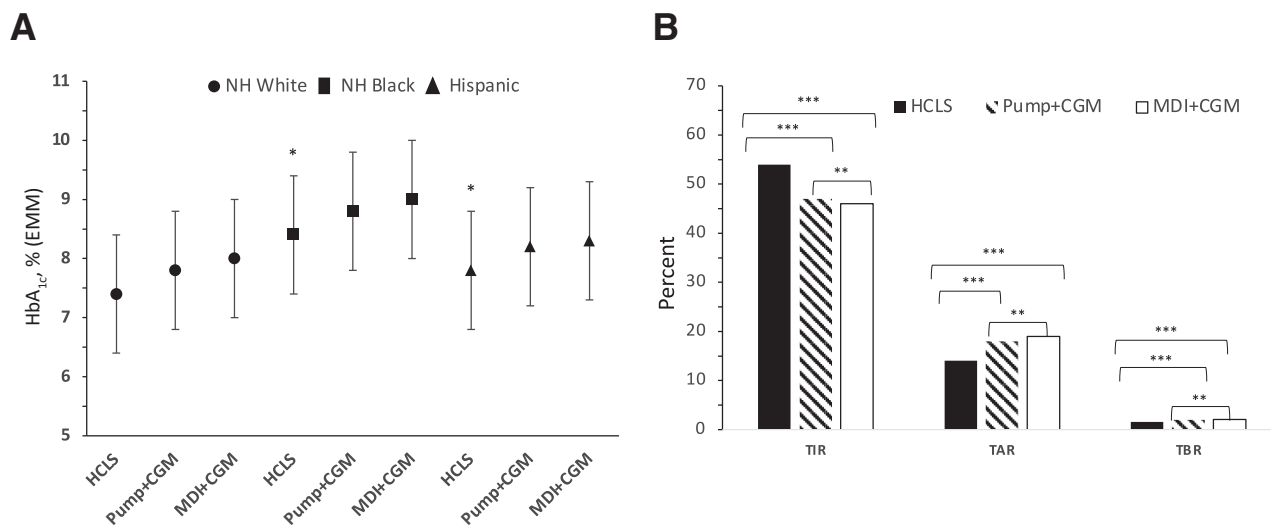 A
11
10
9
8
7
6
5
HbA1c, % (EMM)
NH White NH Black Hispanic
*
*
HCLS
Pump+CGM
MDI+CGM
HCLS
Pump+CGM
MDI+CGM
HCLS
Pump+CGM
MDI+CGM
B
70
60
50
40
30
20
10
0
Percent
HCLS Pump+CGM MDI+CGM
***
***
**
***
***
**
***
***
**
TIR TAR TBR